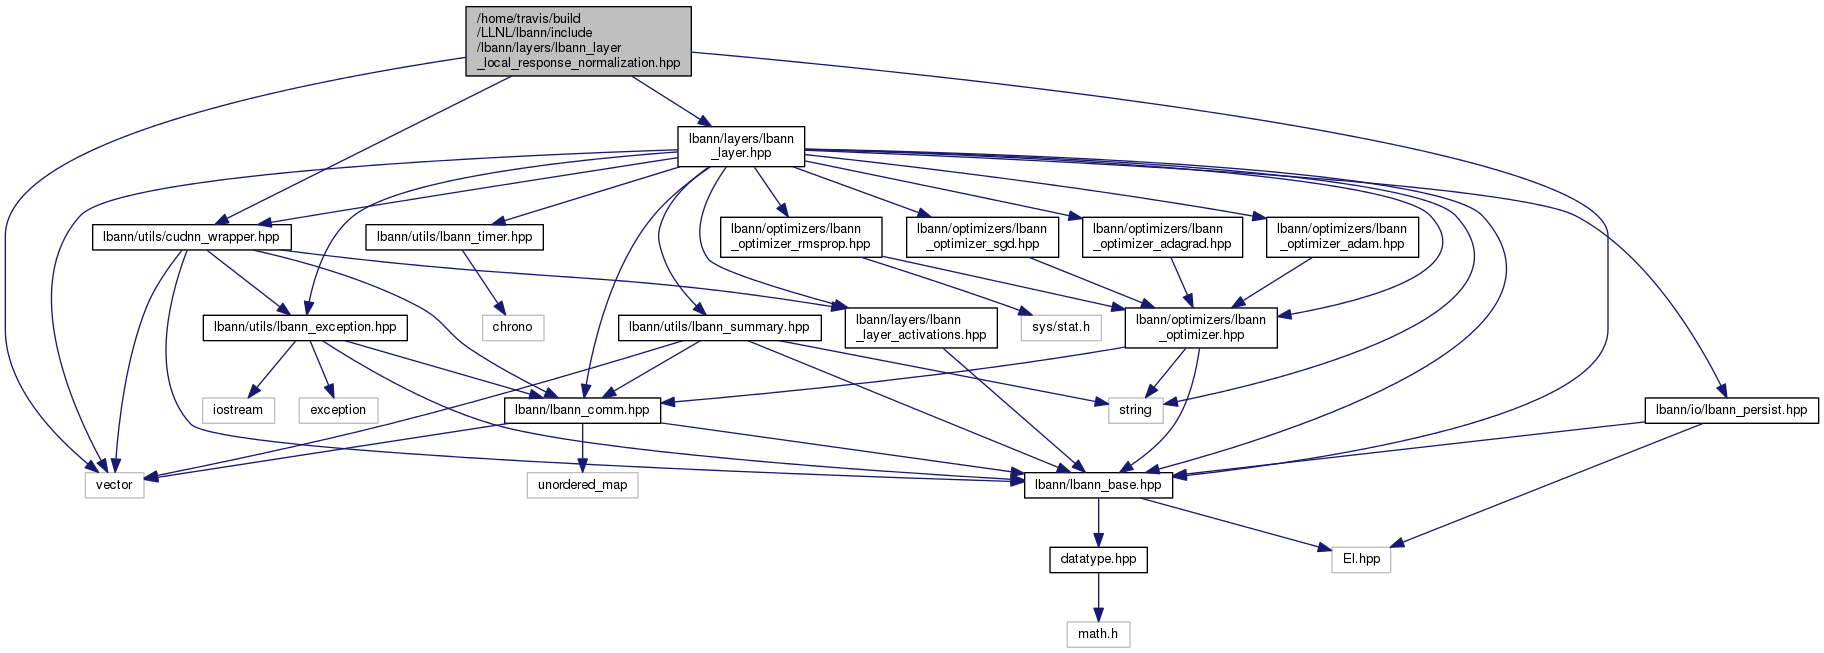 /home/travis/build
/LLNL/lbann/include
/lbann/layers/lbann_layer
_local_response_normalization.hpp
lbann/layers/lbann
_layer.hpp
lbann/utils/cudnn_wrapper.hpp
lbann/utils/lbann_timer.hpp
lbann/optimizers/lbann
_optimizer_rmsprop.hpp
lbann/optimizers/lbann
_optimizer_sgd.hpp
lbann/optimizers/lbann
_optimizer_adagrad.hpp
lbann/optimizers/lbann
_optimizer_adam.hpp
lbann/utils/lbann_exception.hpp
chrono
lbann/utils/lbann_summary.hpp
lbann/layers/lbann
_layer_activations.hpp
sys/stat.h
lbann/optimizers/lbann
_optimizer.hpp
iostream
exception
lbann/lbann_comm.hpp
string
lbann/io/lbann_persist.hpp
vector
unordered_map
lbann/lbann_base.hpp
datatype.hpp
El.hpp
math.h